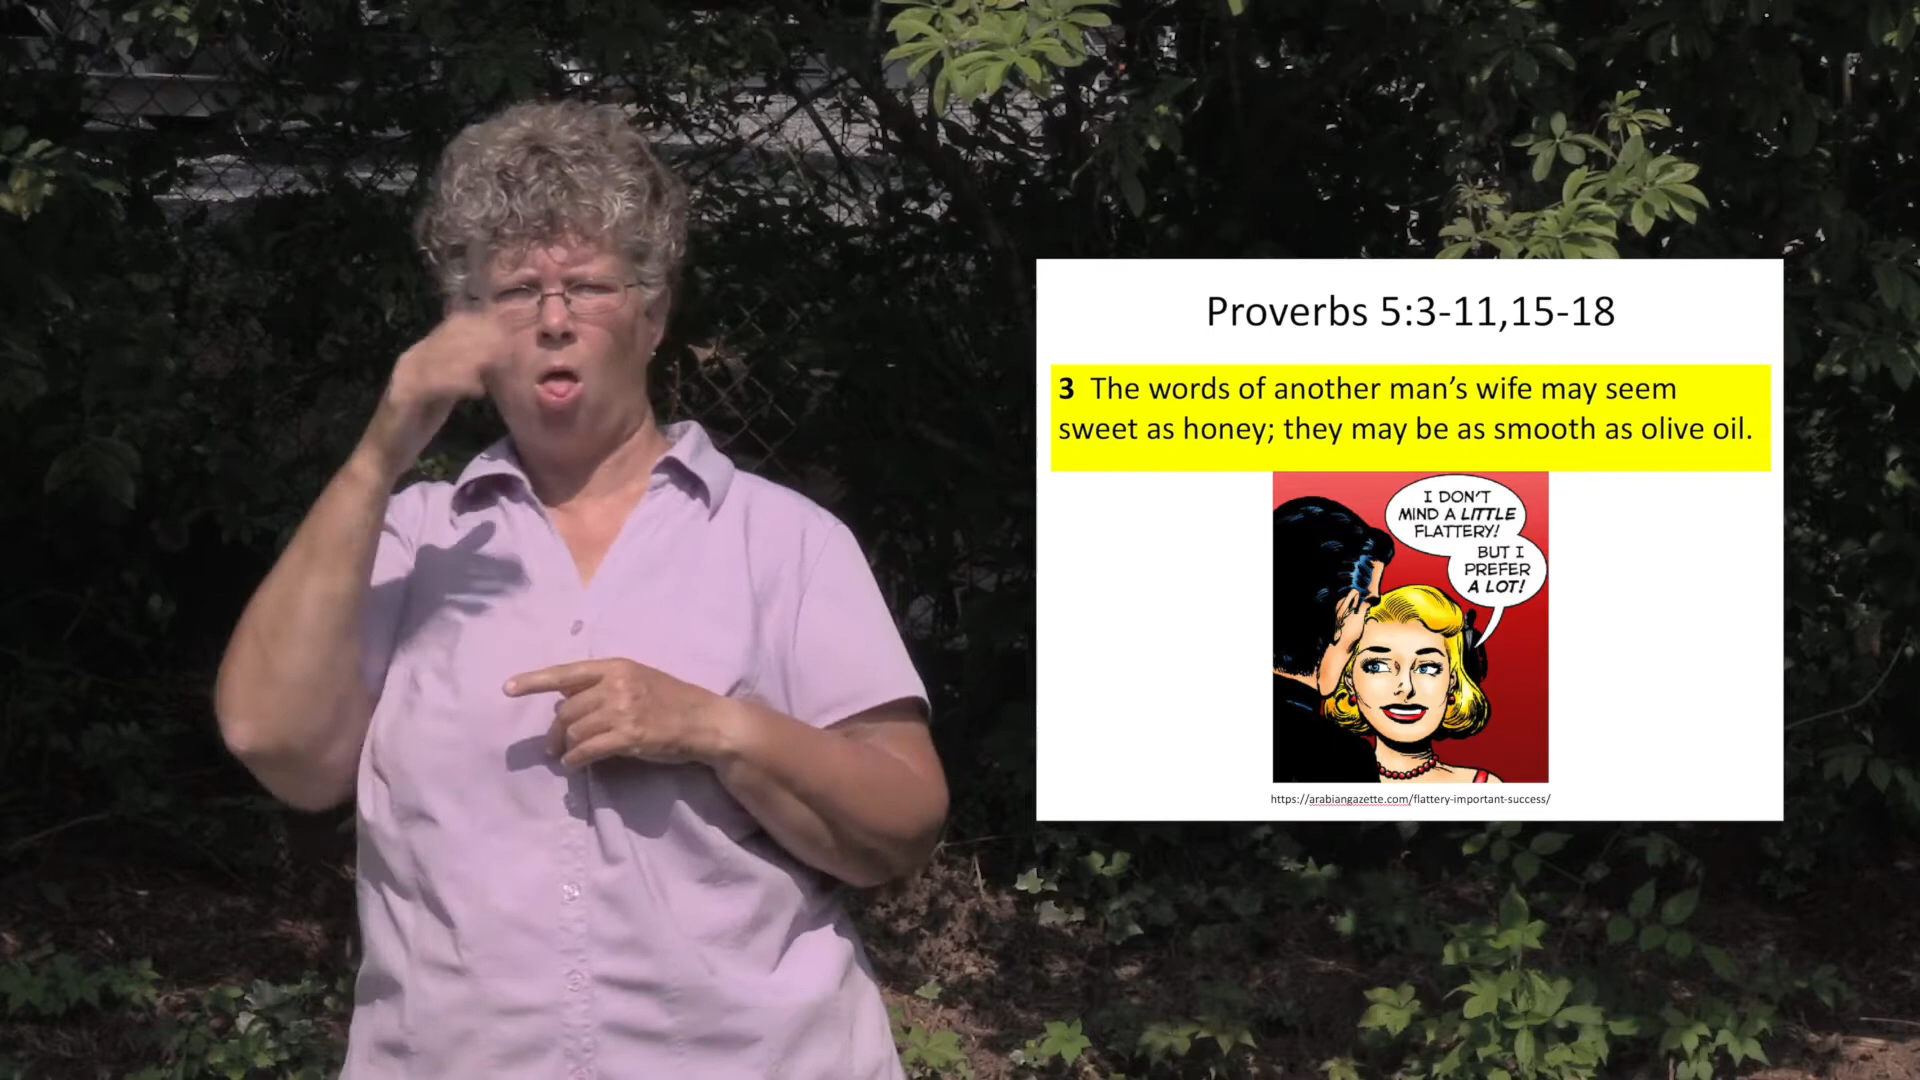 Proverbs 5:3-11,15-18
3 The words of another man's wife may seem
sweet as honey; they may be as smooth as olive oil.
I DON'T
MIND A LITTLE
FLATTERY!
BUT I
PREFER
A LOT!
https://arabiangazette.com/flattery-important-success/